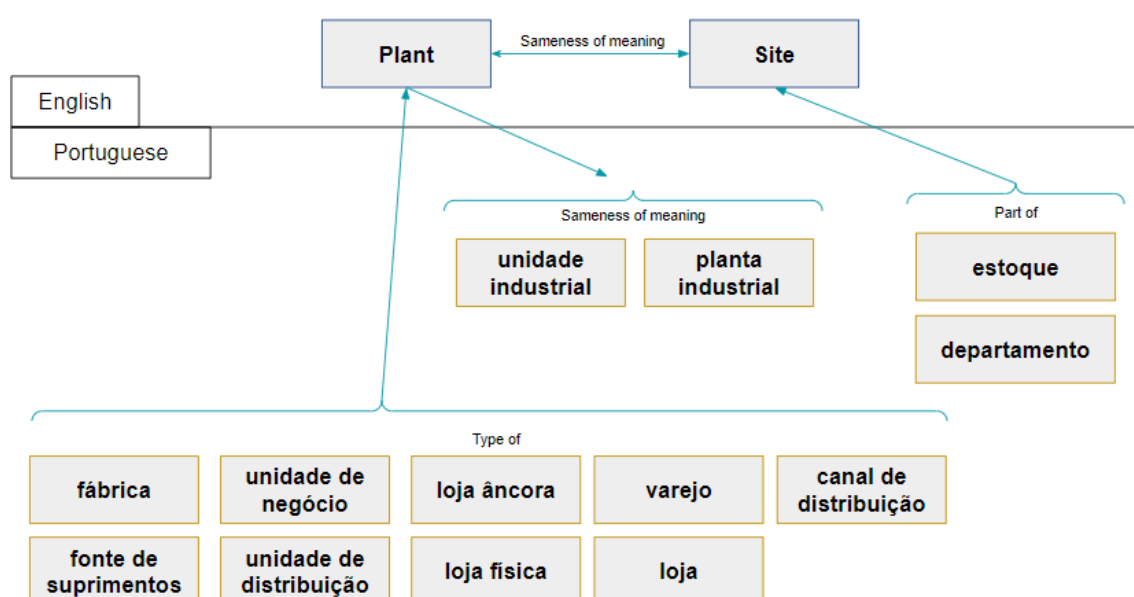 Plant
Sameness of meaning
Site
English
Portuguese
Sameness of meaning
Part of
unidade
industrial
planta
industrial
estoque
departamento
Type of
fábrica
unidade de
negócio
loja âncora
varejo
canal de
distribuição
fonte de
suprimentos
unidade de
distribuição
loja física
loja